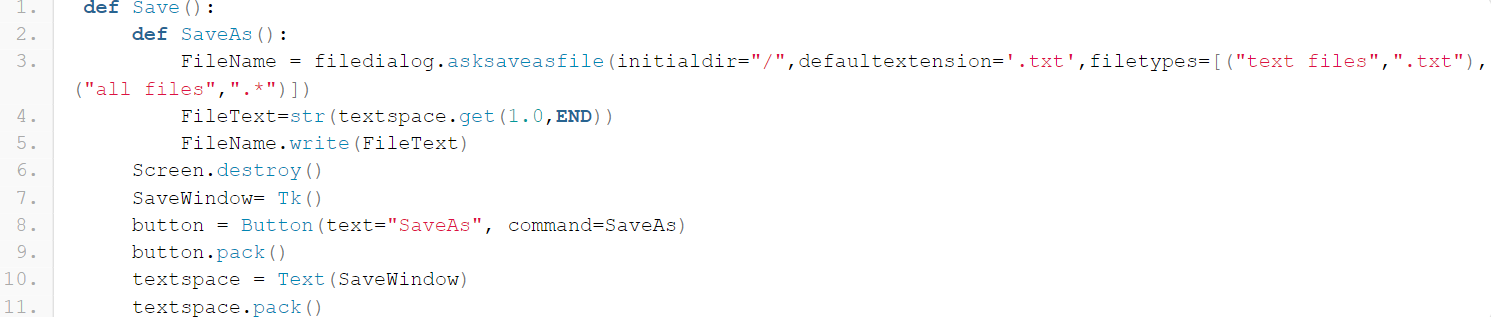 1. def Save():
2. def SaveAs():
3. FileName = filedialog.asksaveasfile(initialdir="/",defaultextension='.txt',filetypes=[("text files",".txt"),
("all files",".*")])
4. FileText=str(textspace.get(1.0,END))
5. FileName.write(FileText)
6. Screen.destroy()
7. SaveWindow= Tk()
8. button = Button(text="SaveAs", command=SaveAs)
9. button.pack()
10. textspace = Text(SaveWindow)
11. textspace.pack()